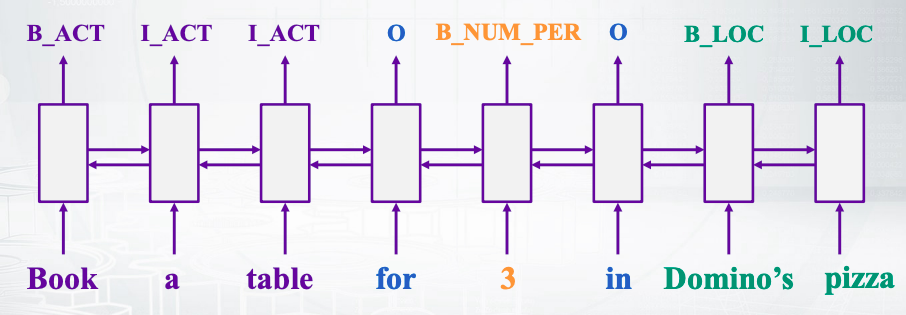 B_ACT I_ACT I_ACT O B_NUM_PER O B_LOC I_LOC
Book a table for 3 in Domino’s pizza